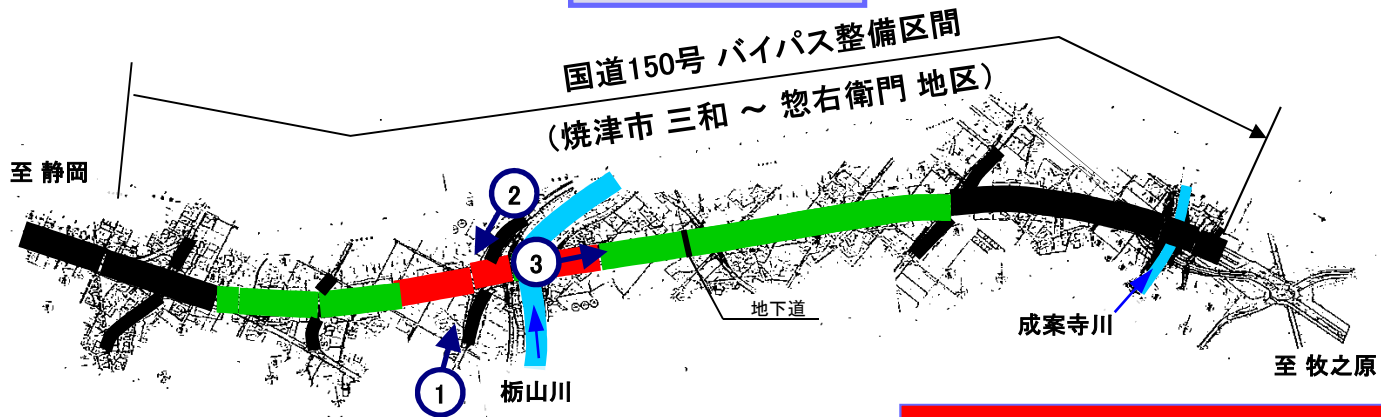 国道150号 バイパス整備区間
（焼津市 三和 ～ 惣右衛門 地区）
至 静岡
2
3
地下道
成案寺川
至 牧之原
1
栃山川